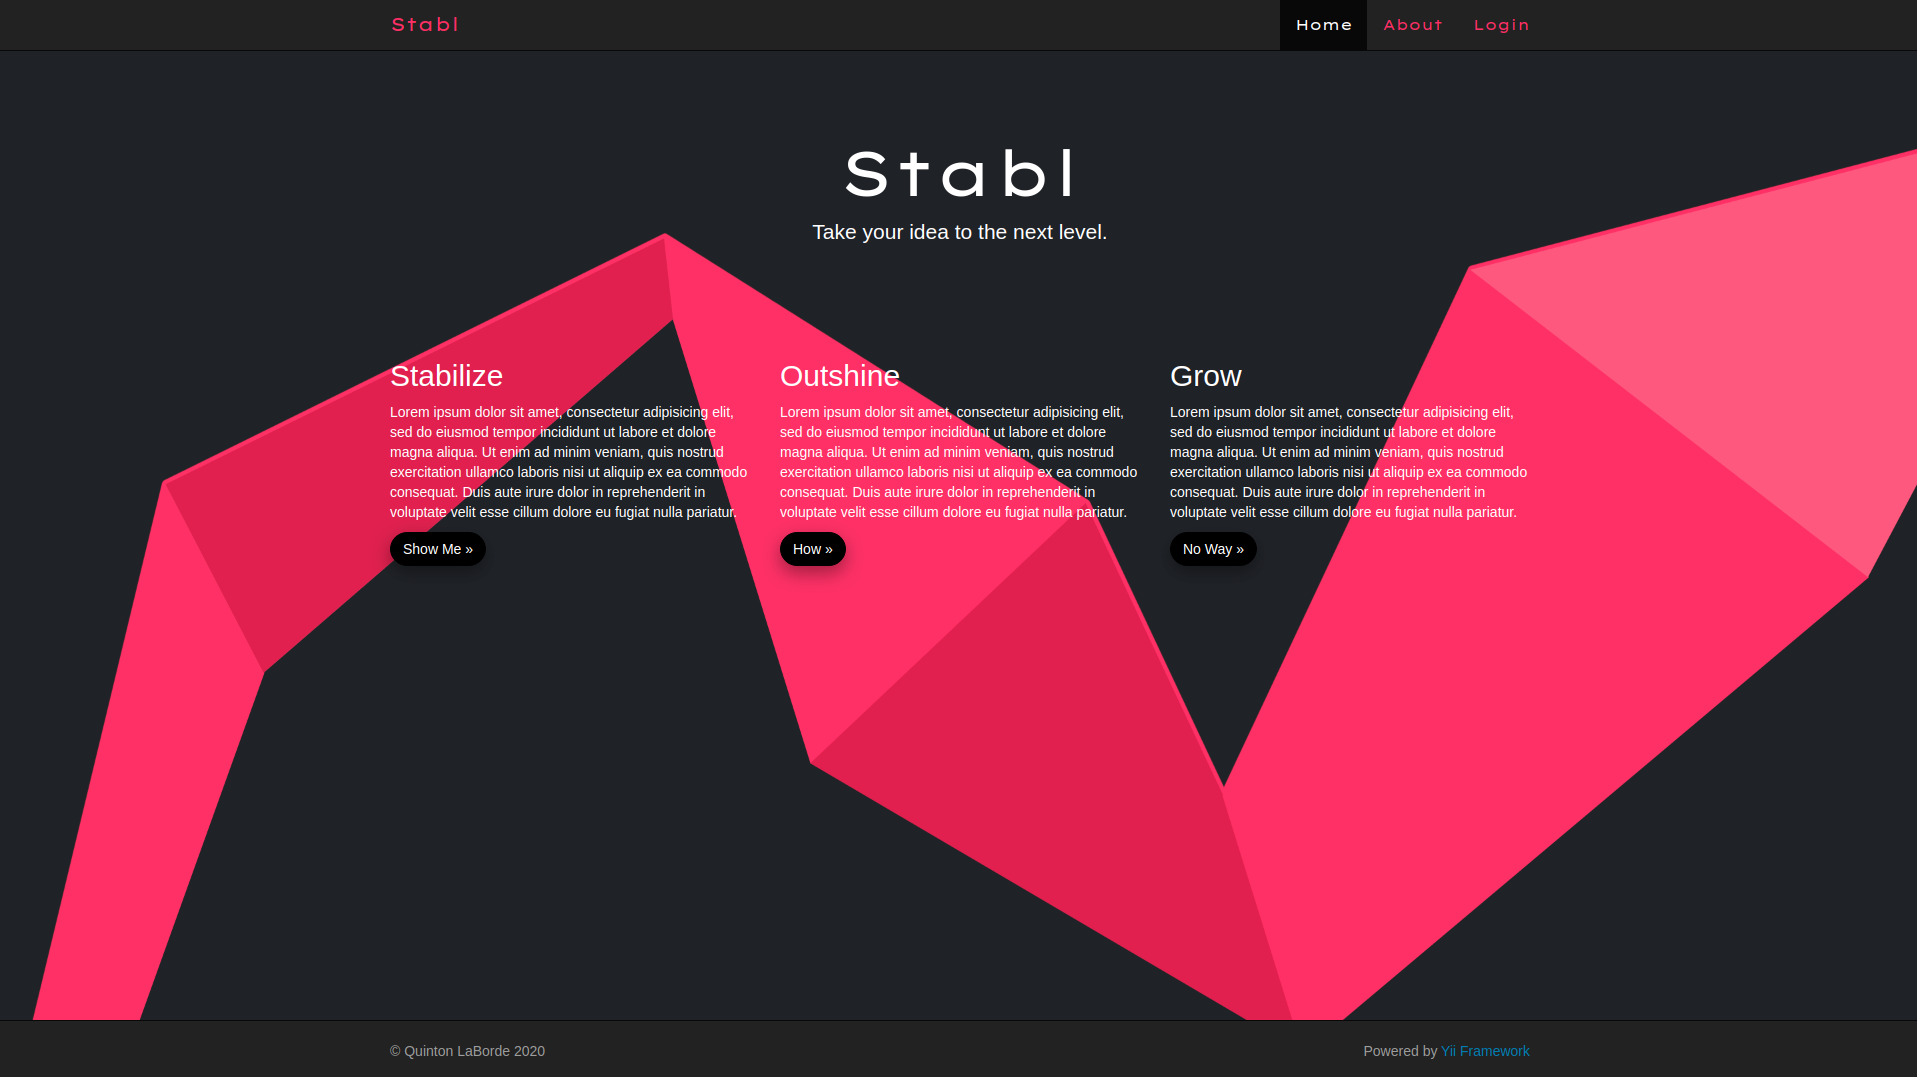 Stabl
Home About Login
Stabl
Take your idea to the next level.
Stabilize
Lorem ipsum dolor sit amet, consectetur adipisicing elit,
sed do eiusmod tempor incididunt ut labore et dolore
magna aliqua. Ut enim ad minim veniam, quis nostrud
exercitation ullamco laboris nisi ut aliquip ex ea commodo
consequat. Duis aute irure dolor in reprehenderit in
voluptate velit esse cillum dolore eu fugiat nulla pariatur.
Show Me »
Outshine
Lorem ipsum dolor sit amet, consectetur adipisicing elit,
sed do eiusmod tempor incididunt ut labore et dolore
magna aliqua. Ut enim ad minim veniam, quis nostrud
exercitation ullamco laboris nisi ut aliquip ex ea commodo
consequat. Duis aute irure dolor in reprehenderit in
voluptate velit esse cillum dolore eu fugiat nulla pariatur.
How »
Grow
Lorem ipsum dolor sit amet, consectetur adipisicing elit,
sed do eiusmod tempor incididunt ut labore et dolore
magna aliqua. Ut enim ad minim veniam, quis nostrud
exercitation ullamco laboris nisi ut aliquip ex ea commodo
consequat. Duis aute irure dolor in reprehenderit in
voluptate velit esse cillum dolore eu fugiat nulla pariatur.
No Way »
© Quinton LaBorde 2020
Powered by Yii Framework